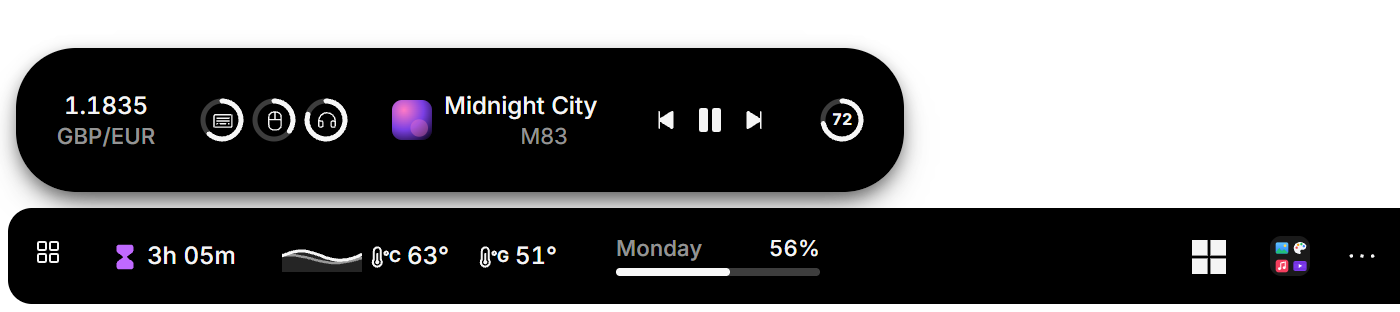 1.1835
GBP/EUR
Midnight City
M83
72
3h 05m
°C 63°
°G 51°
Monday 56%